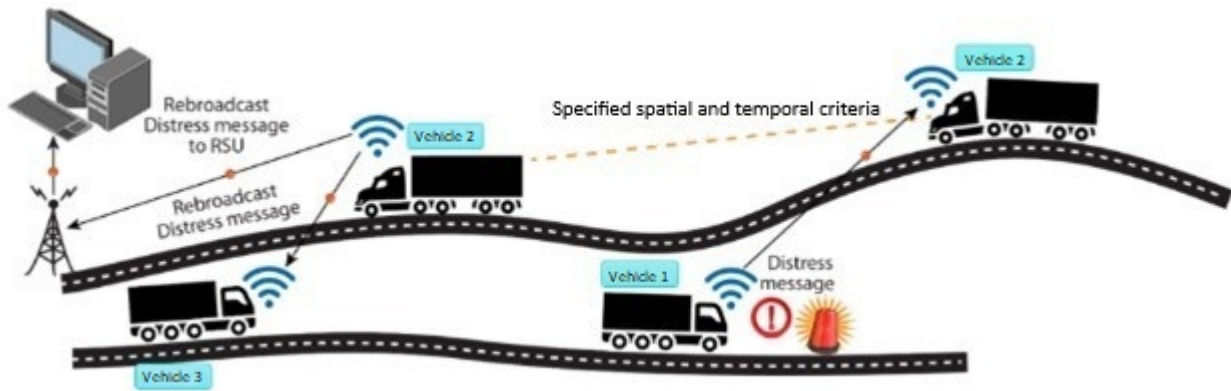 Vehicle 2
Specified spatial and temporal criteria
Rebroadcast
Distress message
to RSU
Vehicle 2
Rebroadcast
Distress message
Vehicle 1
Distress
message
Vehicle 3